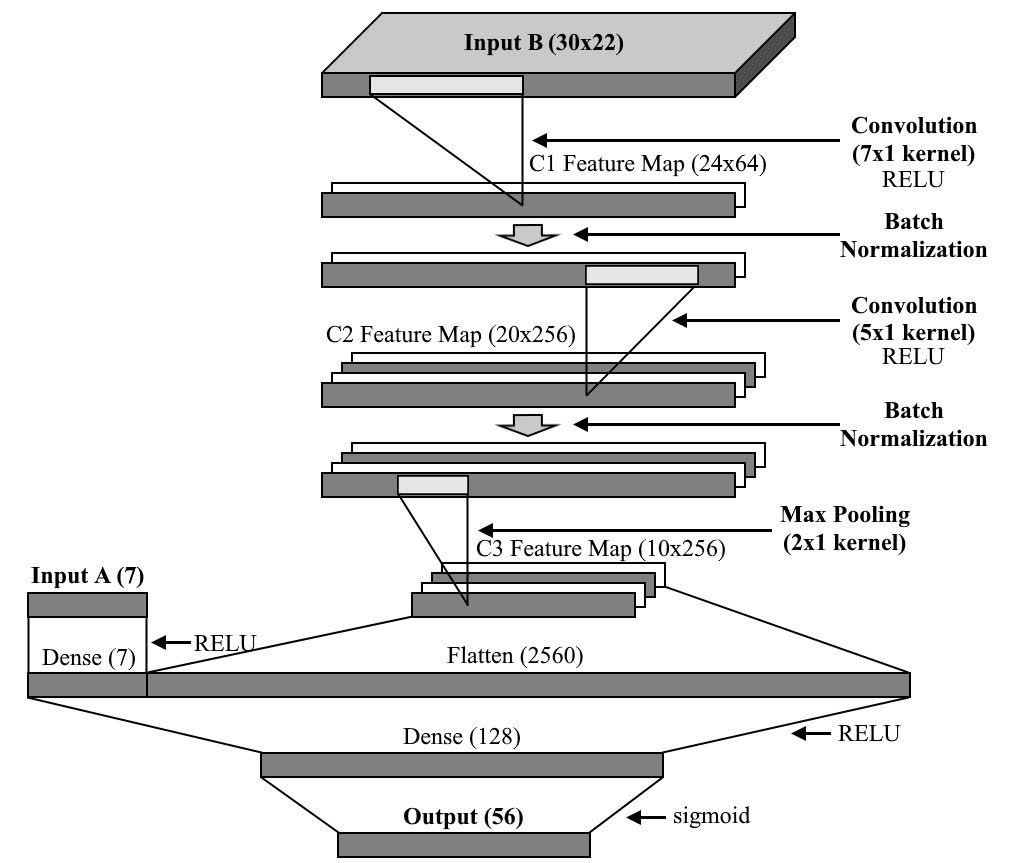 Input B (30x22)
Convolution
(7x1 kernel)
RELU
C1 Feature Map (24x64)
Batch
Normalization
Convolution
(5x1 kernel)
RELU
C2 Feature Map (20x256)
Batch
Normalization
Max Pooling
(2x1 kernel)
C3 Feature Map (10x256)
Input A (7)
RELU
Dense (7)
Flatten (2560)
Dense (128)
RELU
Output (56)
sigmoid